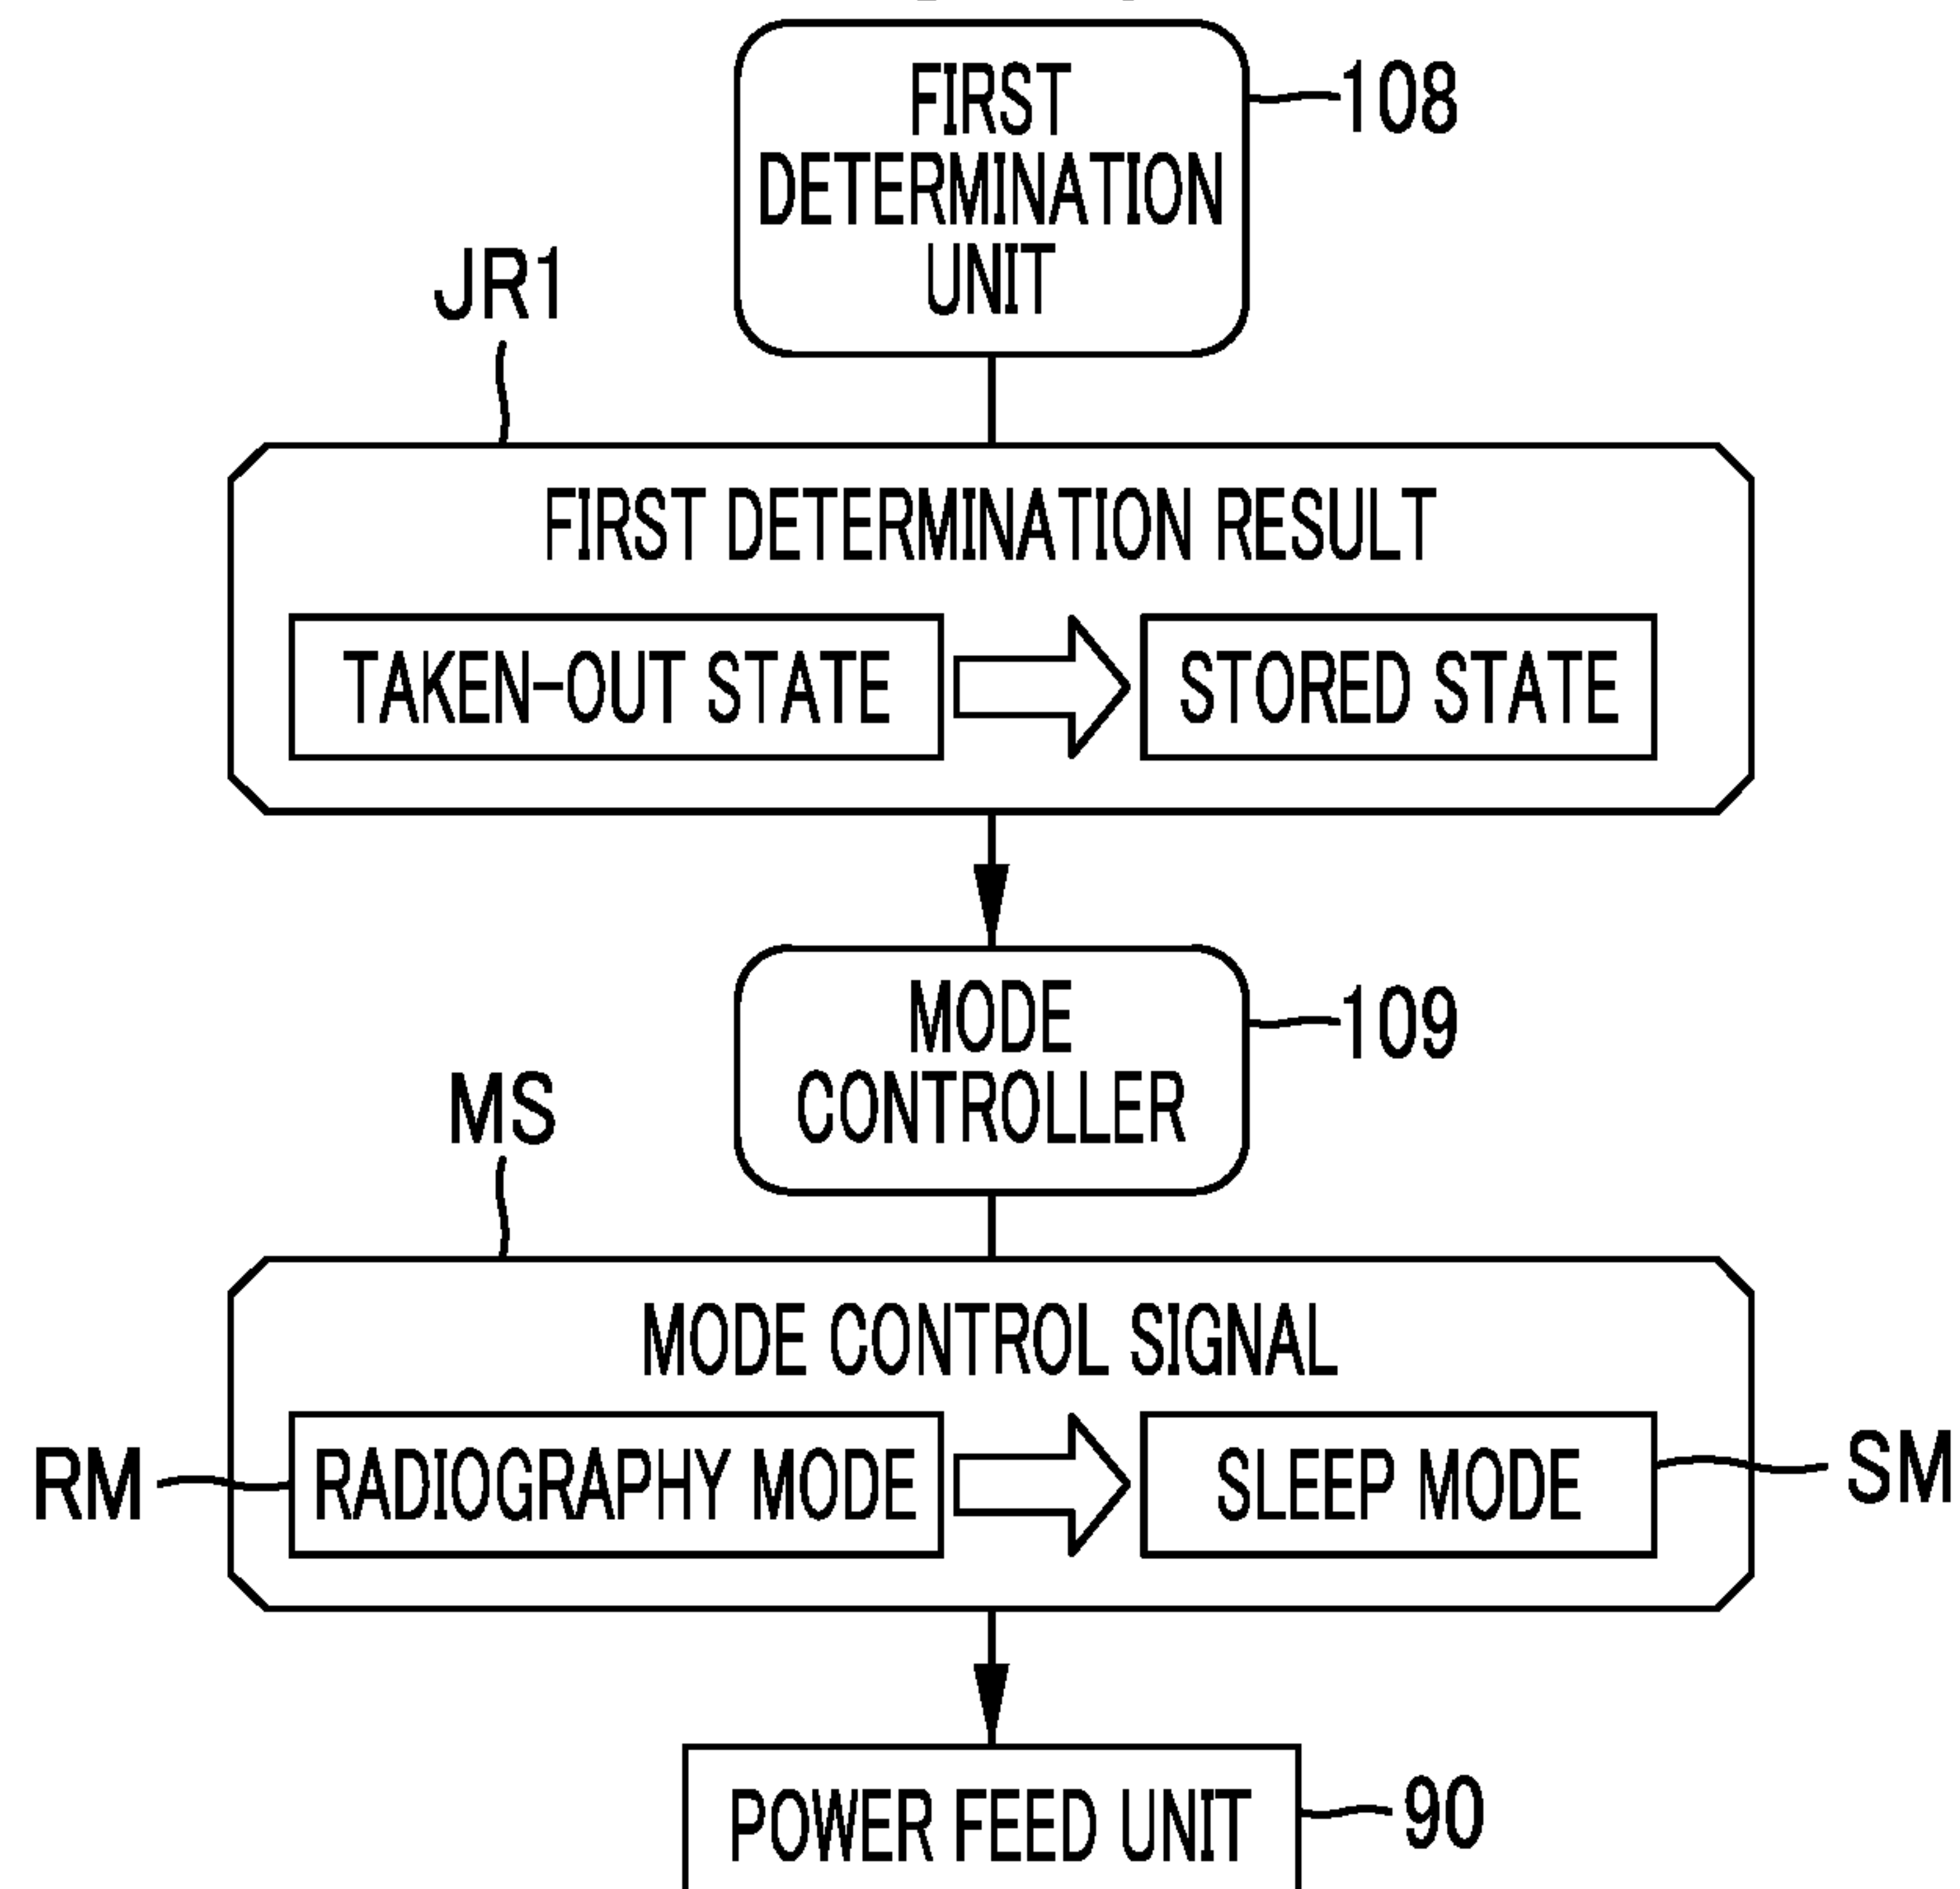 FIRST
DETERMINATION
UNIT
108
JR1
FIRST DETERMINATION RESULT
TAKEN-OUT STATE
STORED STATE
MODE
CONTROLLER
109
MS
MODE CONTROL SIGNAL
RM
RADIOGRAPHY MODE
SLEEP MODE
SM
POWER FEED UNIT
90